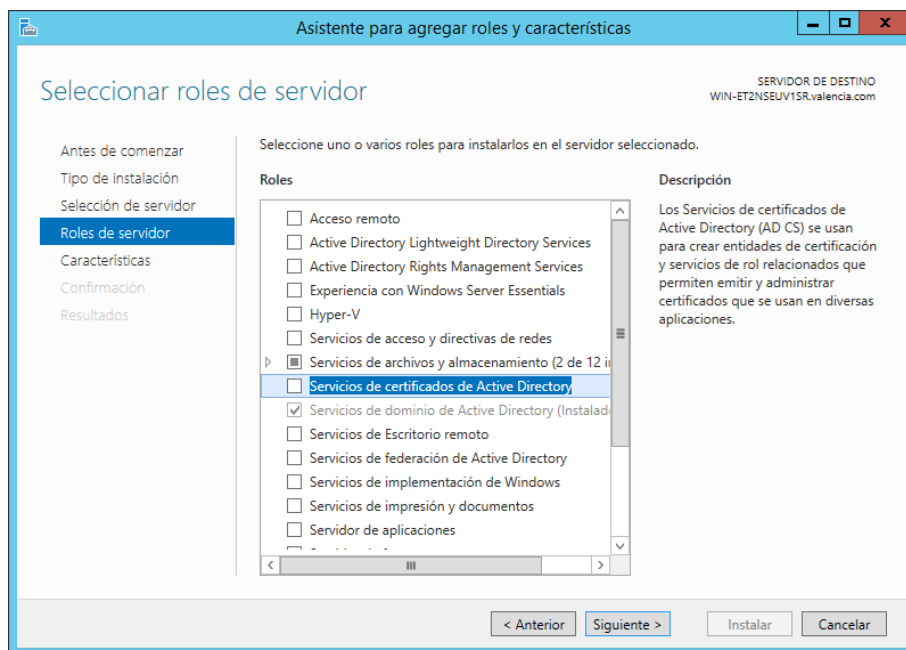 Asistente para agregar roles y características
Seleccionar roles de servidor
SERVIDOR DE DESTINO
WIN-ET2NSEUV1SR.valencia.com
Antes de comenzar
Tipo de instalación
Selección de servidor
Roles de servidor
Características
Confirmación
Resultados
Seleccione uno o varios roles para instalarlos en el servidor seleccionado.
Roles
Acceso remoto
Active Directory Lightweight Directory Services
Active Directory Rights Management Services
Experiencia con Windows Server Essentials
Hyper-V
Servicios de acceso y directivas de redes
Servicios de archivos y almacenamiento (2 de 12 i
Servicios de certificados de Active Directory
Servicios de dominio de Active Directory (Instalad
Servicios de Escritorio remoto
Servicios de federación de Active Directory
Servicios de implementación de Windows
Servicios de impresión y documentos
Servidor de aplicaciones
Descripción
Los Servicios de certificados de
Active Directory (AD CS) se usan
para crear entidades de certificación
y servicios de rol relacionados que
permiten emitir y administrar
certificados que se usan en diversas
aplicaciones.
< Anterior
Siguiente >
Instalar
Cancelar